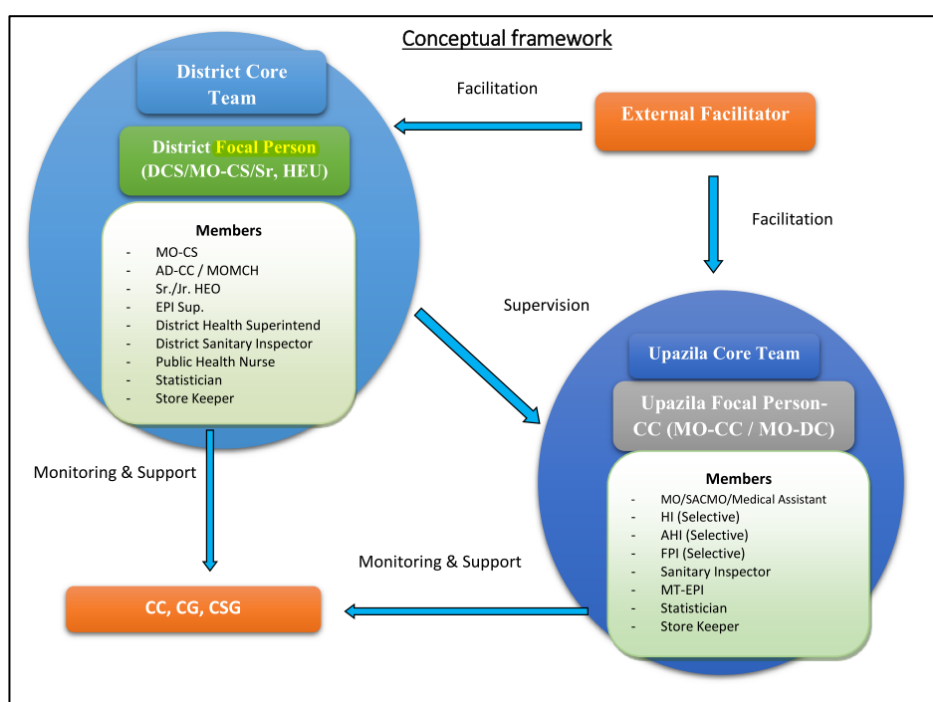 Conceptual framework
District Core
Team
District Focal Person
(DCS/MO-CS/Sr, HEU)
Members
- MO-CS
- AD-CC / MOMCH
- Sr./Jr. HEO
- EPI Sup.
- District Health Superintend
- District Sanitary Inspector
- Public Health Nurse
- Statistician
- Store Keeper
Facilitation
External Facilitator
Facilitation
Supervision
Upazila Core Team
Upazila Focal Person-
CC (MO-CC / MO-DC)
Members
- MO/SACMO/Medical Assistant
- HI (Selective)
- AHI (Selective)
- FPI (Selective)
- Sanitary Inspector
- MT-EPI
- Statistician
- Store Keeper
Monitoring & Support
Monitoring & Support
CC, CG, CSG